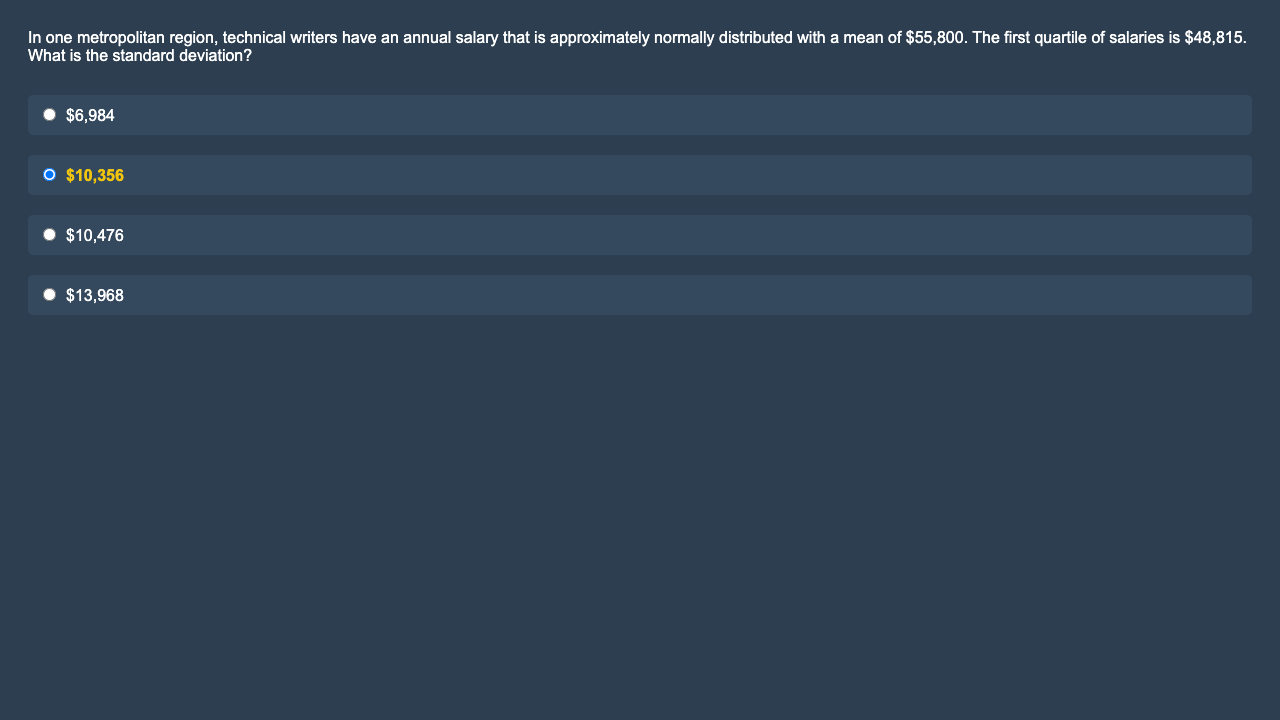 In one metropolitan region, technical writers have an annual salary that is approximately normally distributed with a mean of $55,800. The first quartile of salaries is $48,815.
What is the standard deviation?
$6,984
$10,356
$10,476
$13,968